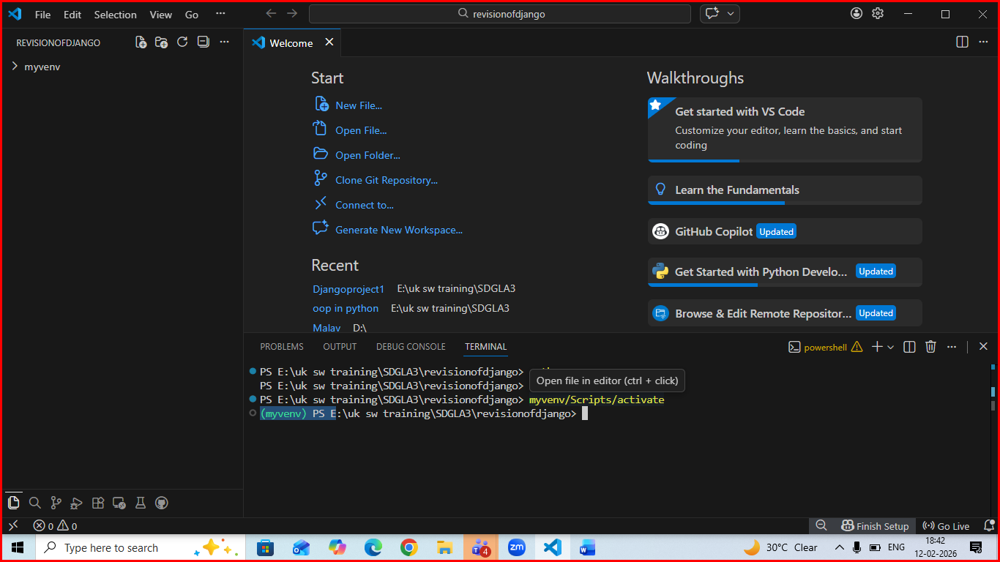 File Edit Selection View Go ··· revisionofdjango
REVISIONOFDJANGO
myvenv
Welcome
Start
New File...
Open File...
Open Folder...
Clone Git Repository...
Connect to...
Generate New Workspace...
Recent
Djangoproject1 E:\uk sw training\SDGLA3
oop in python E:\uk sw training\SDGLA3
Malav D:\
Walkthroughs
Get started with VS Code
Customize your editor, learn the basics, and start
coding
Learn the Fundamentals
GitHub Copilot Updated
Get Started with Python Develo... Updated
Browse & Edit Remote Repositor... Updated
PROBLEMS OUTPUT DEBUG CONSOLE TERMINAL powershell
PS E:\uk sw training\SDGLA3\revisionofdjango>
PS E:\uk sw training\SDGLA3\revisionofdjango>
Open file in editor (ctrl + click)
PS E:\uk sw training\SDGLA3\revisionofdjango> myvenv/Scripts/activate
(myvenv) PS E:\uk sw training\SDGLA3\revisionofdjango>
0 0 Finish Setup Go Live
Type here to search
4
zm
30°C Clear
ENG
18:42
12-02-2026